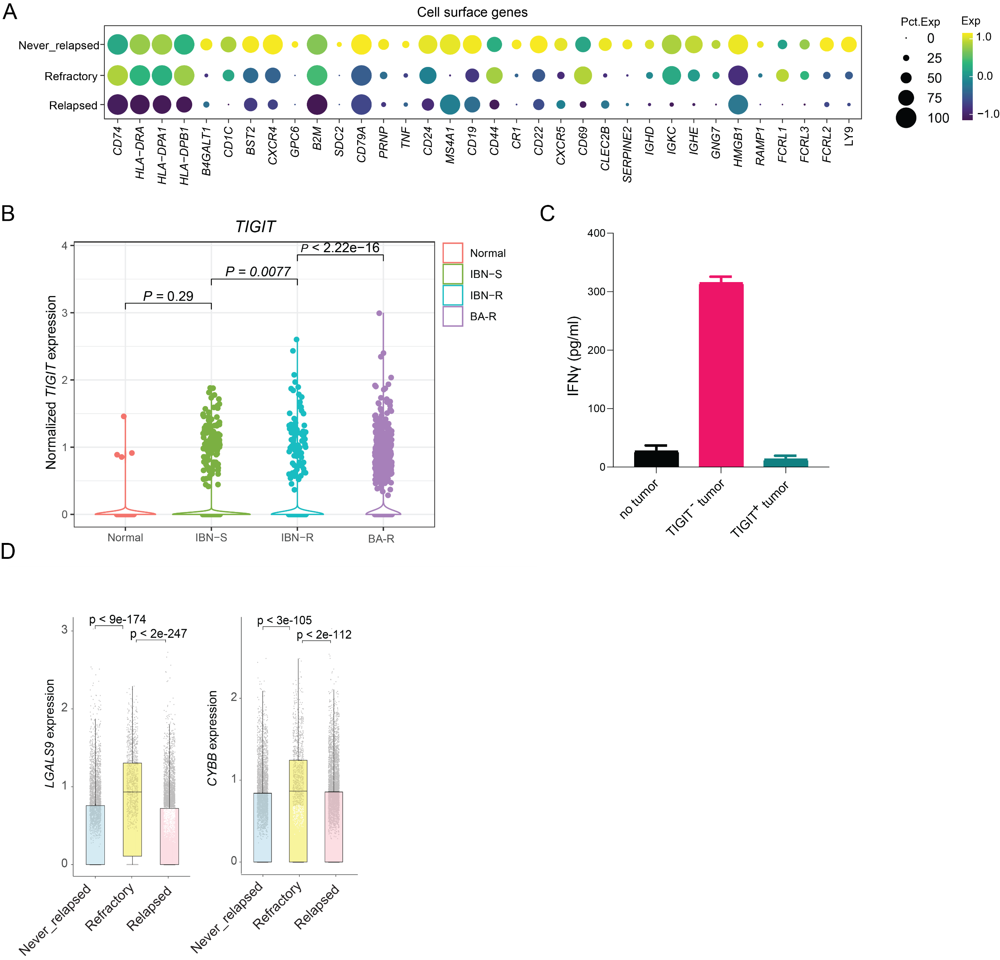 A
Cell surface genes
Never_relapsed
Refractory
Relapsed
CD74 HLA−DRA HLA−DPA1 HLA−DPB1 B4GALT1 CD1C BST2 CXCR4 GPC6 B2M SDC2 CD79A PRNP TNF CD24 MS4A1 CD19 CD44 CR1 CD22 CXCR5 CD69 CLEC2B SERPINE2 IGHD IGKC IGHE GNG7 HMGB1 RAMP1 FCRL1 FCRL3 FCRL2 LY9
Pct.Exp
0
25
50
75
100
Exp
1.0
0.0
−1.0
B
TIGIT
Normalized TIGIT expression
4
3
2
1
0
P < 2.22e−16
P = 0.0077
P = 0.29
Normal IBN−S IBN−R BA-R
Normal
IBN−S
IBN−R
BA-R
C
IFNγ (pg/ml)
400
300
200
100
0
no tumor
TIGIT- tumor
TIGIT+ tumor
D
LGALS9 expression
3
2
1
0
p < 9e-174
p < 2e-247
Never_relapsed
Refractory
Relapsed
CYBB expression
2
1
0
p < 3e-105
p < 2e-112
Never_relapsed
Refractory
Relapsed